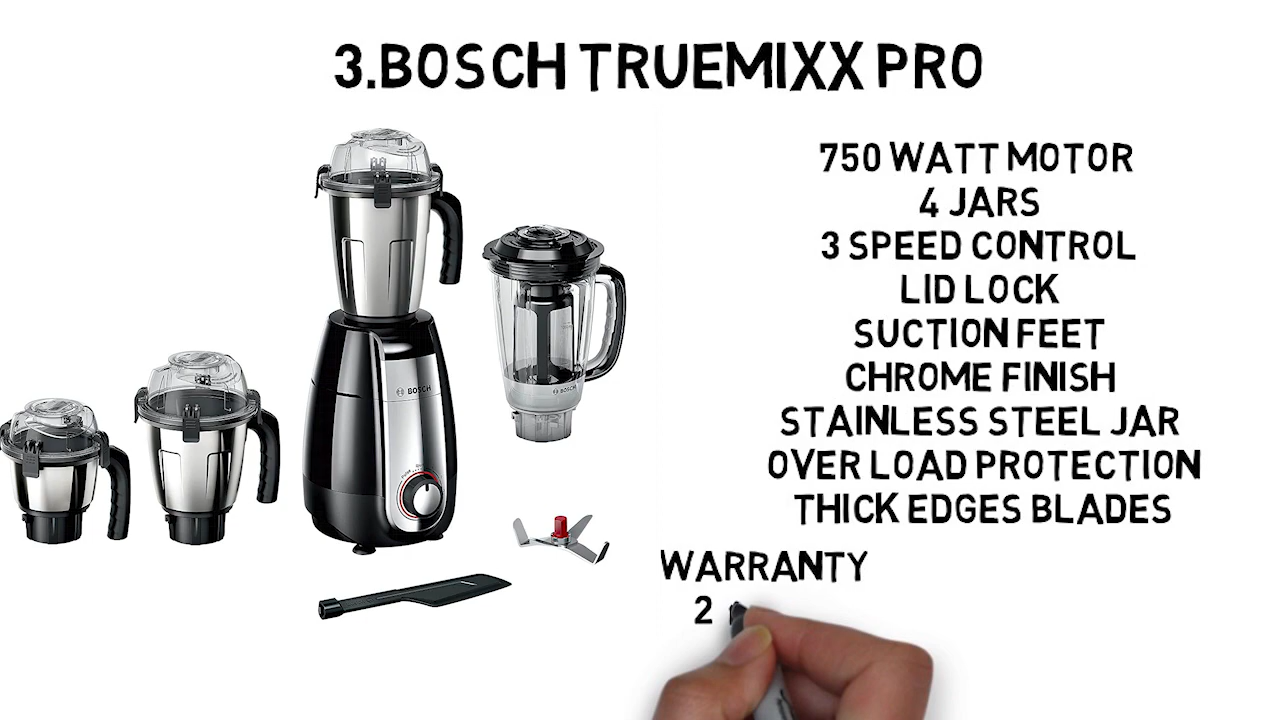 3.BOSCH TRUEMIXX PRO
750 WATT MOTOR
4 JARS
3 SPEED CONTROL
LID LOCK
SUCTION FEET
CHROME FINISH
STAINLESS STEEL JAR
OVER LOAD PROTECTION
THICK EDGES BLADES
WARRANTY
2
BOSCH
BOSCH